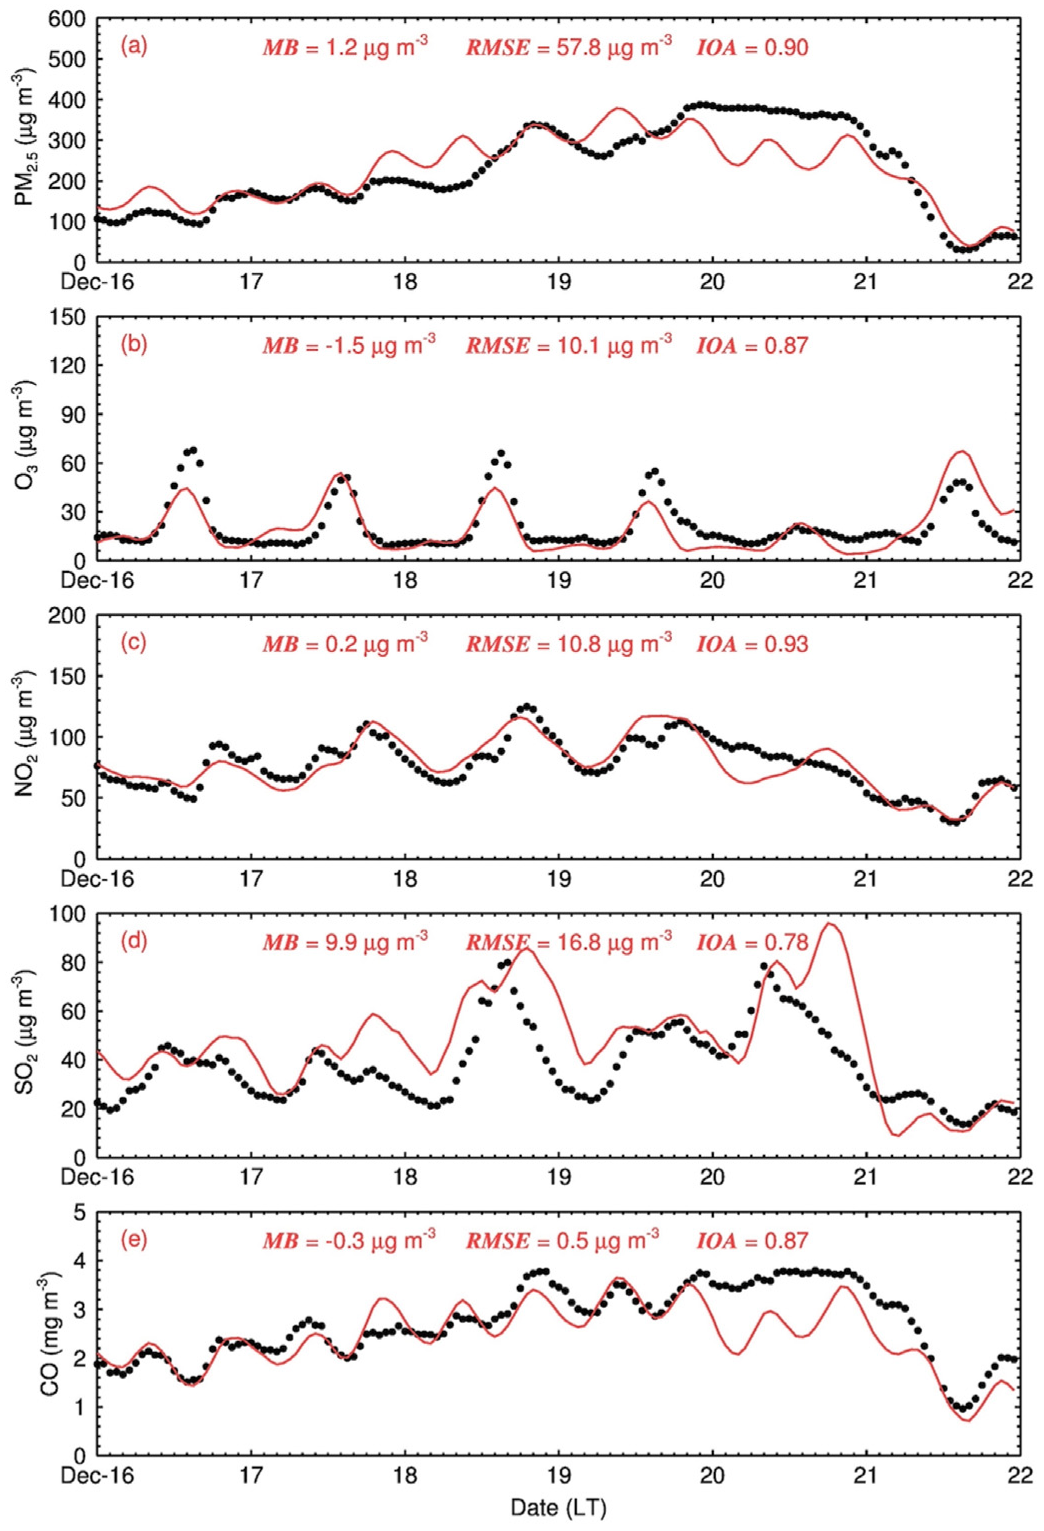 (a) MB = 1.2 µg m⁻³ RMSE = 57.8 µg m⁻³ IOA = 0.90
PM₂.₅ (µg m⁻³)
600
500
400
300
200
100
0
Dec-16 17 18 19 20 21 22
(b) MB = -1.5 µg m⁻³ RMSE = 10.1 µg m⁻³ IOA = 0.87
O₃ (µg m⁻³)
150
120
90
60
30
0
Dec-16 17 18 19 20 21 22
(c) MB = 0.2 µg m⁻³ RMSE = 10.8 µg m⁻³ IOA = 0.93
NO₂ (µg m⁻³)
200
150
100
50
0
Dec-16 17 18 19 20 21 22
(d) MB = 9.9 µg m⁻³ RMSE = 16.8 µg m⁻³ IOA = 0.78
SO₂ (µg m⁻³)
100
80
60
40
20
0
Dec-16 17 18 19 20 21 22
(e) MB = -0.3 µg m⁻³ RMSE = 0.5 µg m⁻³ IOA = 0.87
CO (mg m⁻³)
5
4
3
2
1
0
Dec-16 17 18 19 20 21 22
Date (LT)